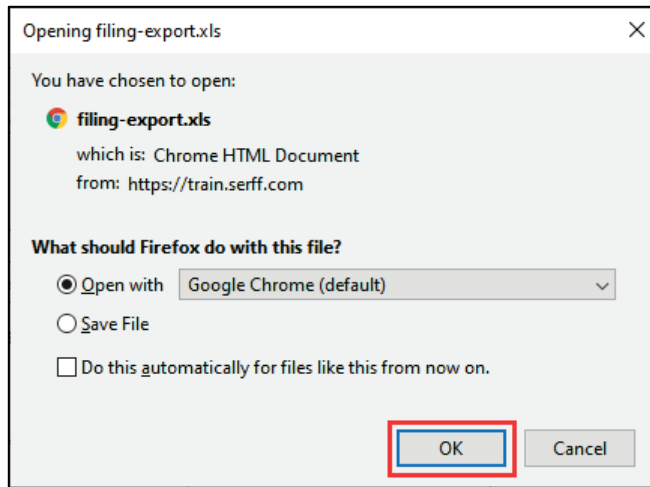 Opening filing-export.xls
You have chosen to open:
filing-export.xls
which is: Chrome HTML Document
from: https://train.serff.com
What should Firefox do with this file?
Open with Google Chrome (default)
Save File
Do this automatically for files like this from now on.
OK Cancel